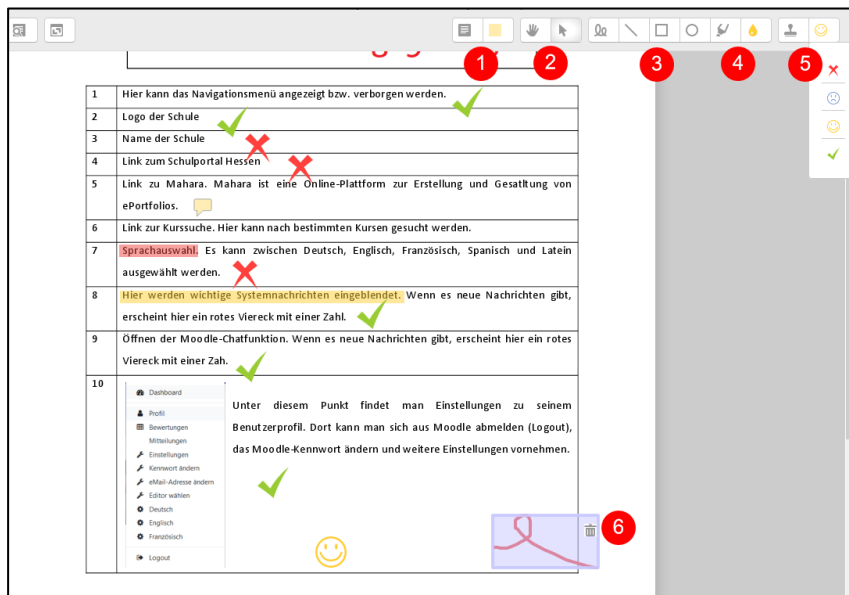 1
2
3
4
5
1 Hier kann das Navigationsmenü angezeigt bzw. verborgen werden.
2 Logo der Schule
3 Name der Schule
4 Link zum Schulportal Hessen
5 Link zu Mahara. Mahara ist eine Online-Plattform zur Erstellung und Gesatltung von
ePortfolios.
6 Link zur Kurssuche. Hier kann nach bestimmten Kursen gesucht werden.
7 Sprachauswahl. Es kann zwischen Deutsch, Englisch, Französisch, Spanisch und Latein
ausgewählt werden.
8 Hier werden wichtige Systemnachrichten eingeblendet. Wenn es neue Nachrichten gibt,
erscheint hier ein rotes Viereck mit einer Zahl.
9 Öffnen der Moodle-Chatfunktion. Wenn es neue Nachrichten gibt, erscheint hier ein rotes
Viereck mit einer Zah.
10
Dashboard
Profil
Bewertungen
Mitteilungen
Einstellungen
Kennwort ändern
eMail-Adresse ändern
Editor wählen
Deutsch
Englisch
Französisch
Logout
Unter diesem Punkt findet man Einstellungen zu seinem
Benutzerprofil. Dort kann man sich aus Moodle abmelden (Logout),
das Moodle-Kennwort ändern und weitere Einstellungen vornehmen.
6